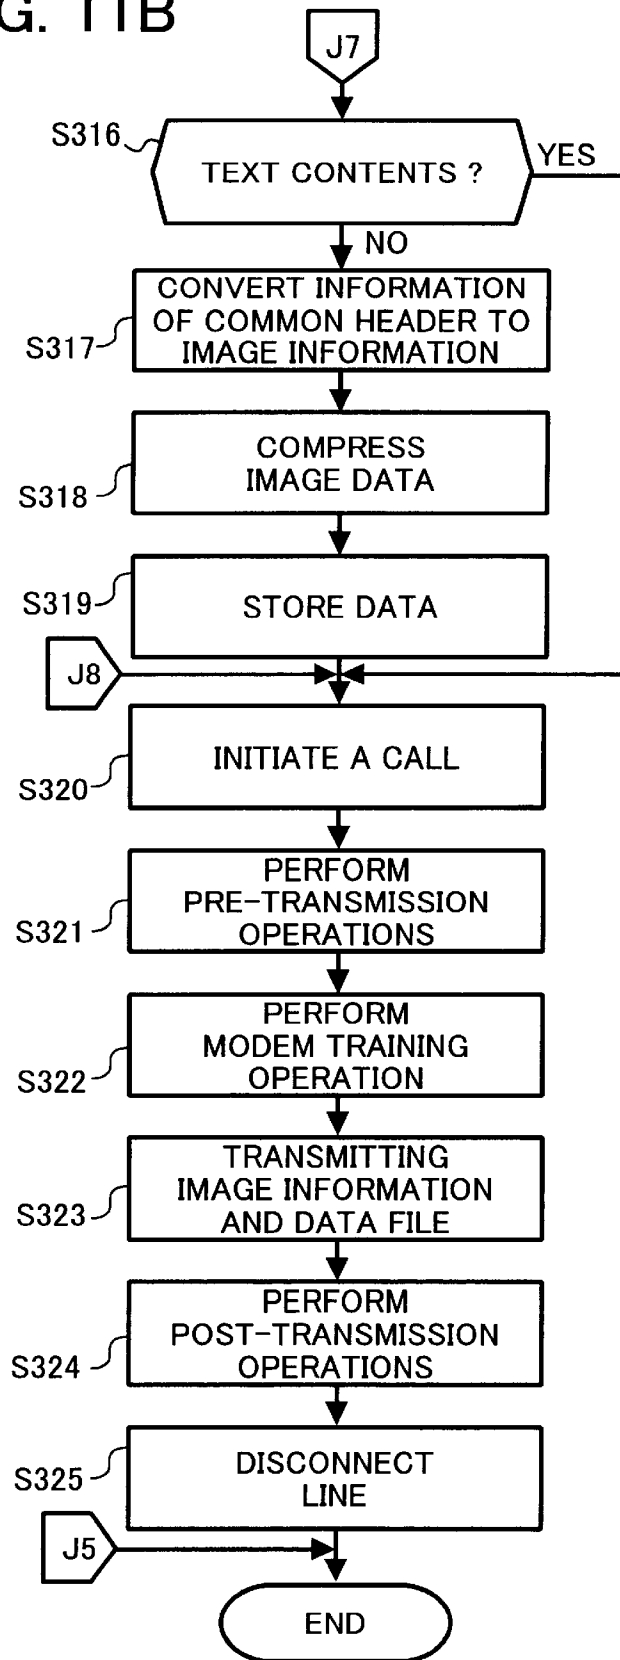 G. 11B
J7
S316
TEXT CONTENTS ?
YES
NO
CONVERT INFORMATION
OF COMMON HEADER TO
IMAGE INFORMATION
S317
COMPRESS
IMAGE DATA
S318
STORE DATA
S319
J8
INITIATE A CALL
S320
PERFORM
PRE-TRANSMISSION
OPERATIONS
S321
PERFORM
MODEM TRAINING
OPERATION
S322
TRANSMITTING
IMAGE INFORMATION
AND DATA FILE
S323
PERFORM
POST-TRANSMISSION
OPERATIONS
S324
DISCONNECT
LINE
S325
J5
END